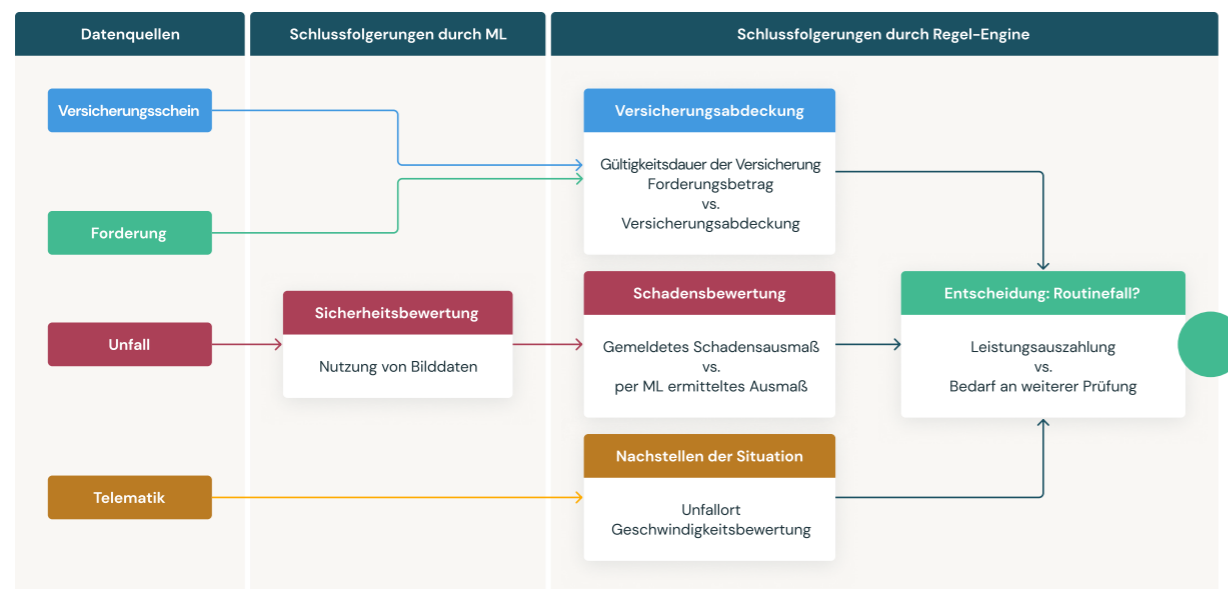 Datenquellen
Schlussfolgerungen durch ML
Schlussfolgerungen durch Regel-Engine
Versicherungsschein
Forderung
Unfall
Telematik
Sicherheitsbewertung
Nutzung von Bilddaten
Versicherungsabdeckung
Gültigkeitsdauer der Versicherung
Forderungsbetrag
vs.
Versicherungsabdeckung
Schadensbewertung
Gemeldetes Schadensausmaß
vs.
per ML ermitteltes Ausmaß
Nachstellen der Situation
Unfallort
Geschwindigkeitsbewertung
Entscheidung: Routinefall?
Leistungsauszahlung
vs.
Bedarf an weiterer Prüfung